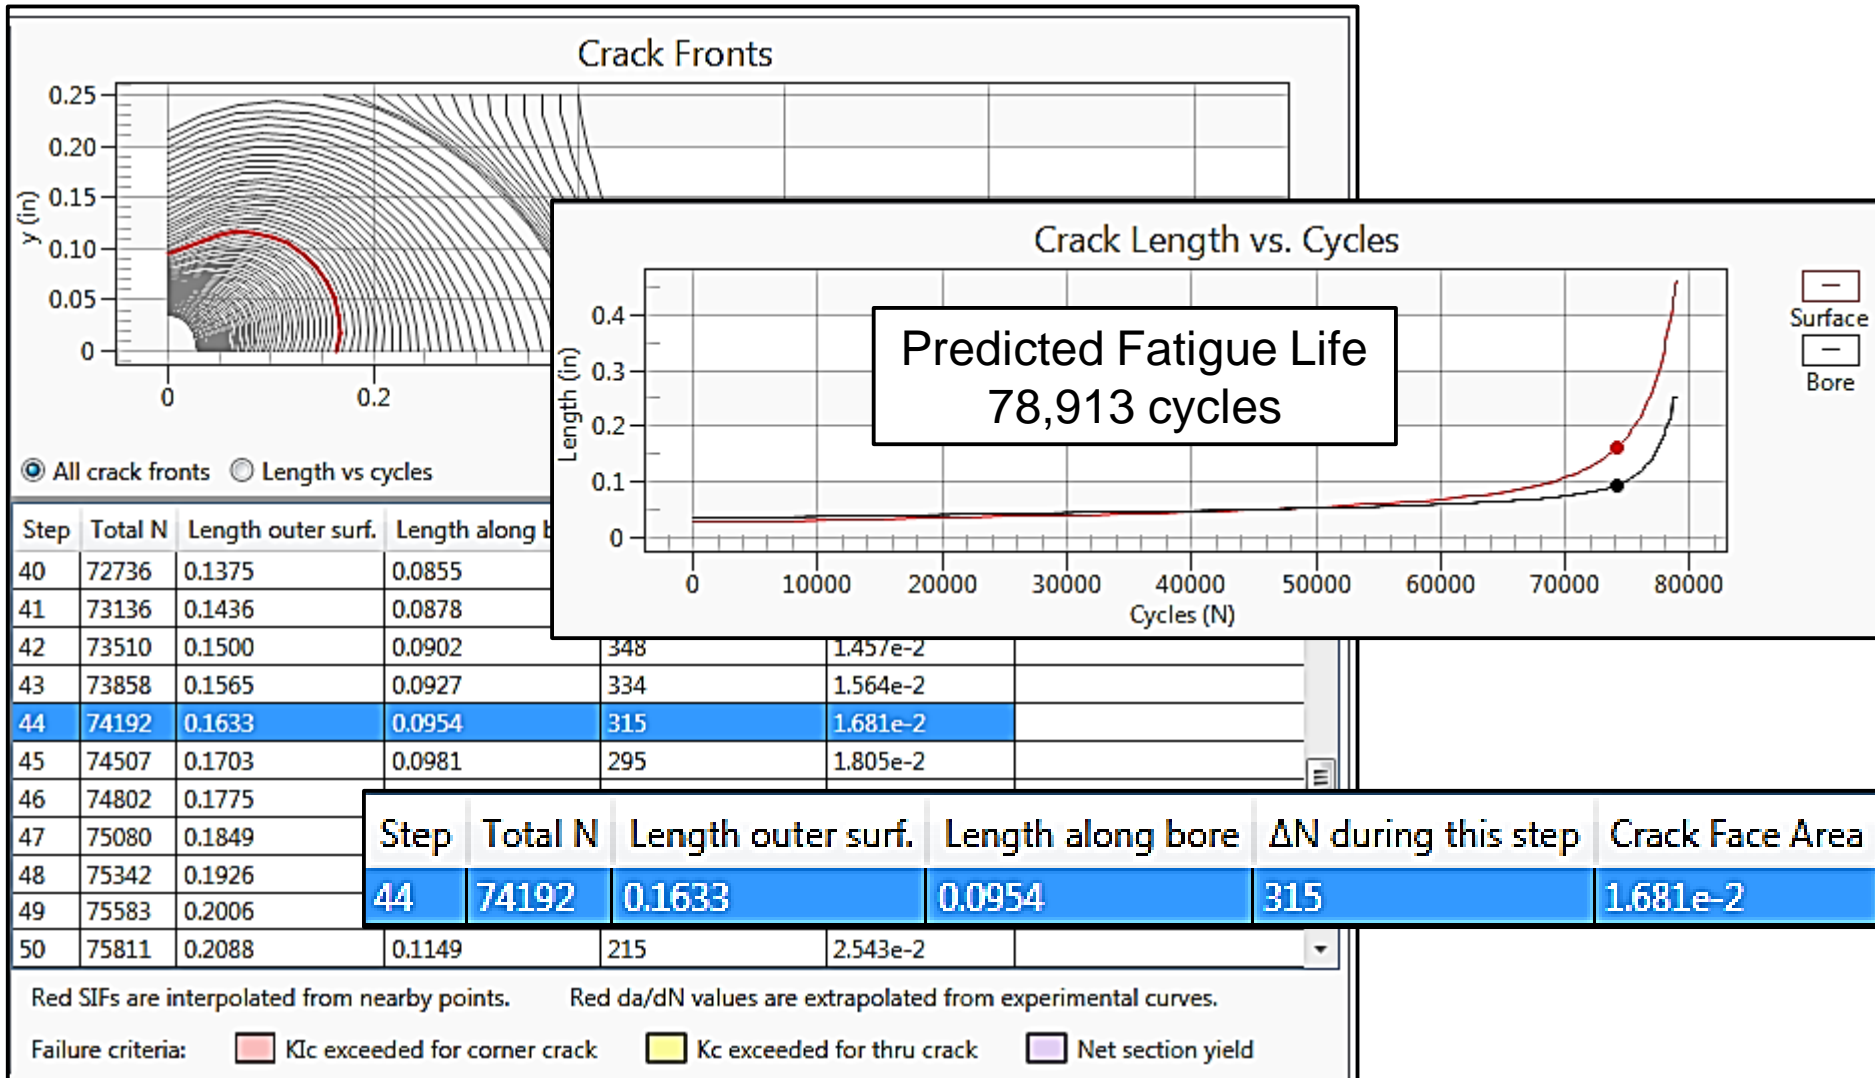 Crack Fronts
0.25
0.20
0.15
0.10
0.05
0
y (in)
0 0.2
All crack fronts Length vs cycles
Crack Length vs. Cycles
0.4
0.3
0.2
0.1
0
Length (in)
Predicted Fatigue Life
78,913 cycles
0 10000 20000 30000 40000 50000 60000 70000 80000
Cycles (N)
Surface
Bore
Step Total N Length outer surf. Length along
40 72736 0.1375 0.0855
41 73136 0.1436 0.0878
42 73510 0.1500 0.0902 348 1.457e-2
43 73858 0.1565 0.0927 334 1.564e-2
44 74192 0.1633 0.0954 315 1.681e-2
45 74507 0.1703 0.0981 295 1.805e-2
46 74802 0.1775
47 75080 0.1849
48 75342 0.1926
49 75583 0.2006
50 75811 0.2088 0.1149 215 2.543e-2
Step Total N Length outer surf. Length along bore ΔN during this step Crack Face Area
44 74192 0.1633 0.0954 315 1.681e-2
Red SIFs are interpolated from nearby points. Red da/dN values are extrapolated from experimental curves.
Failure criteria: KIc exceeded for corner crack Kc exceeded for thru crack Net section yield